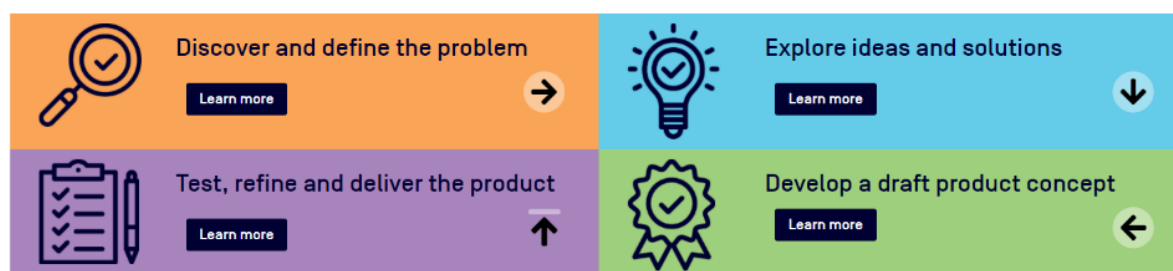 Discover and define the problem
Learn more
Explore ideas and solutions
Learn more
Test, refine and deliver the product
Learn more
Develop a draft product concept
Learn more